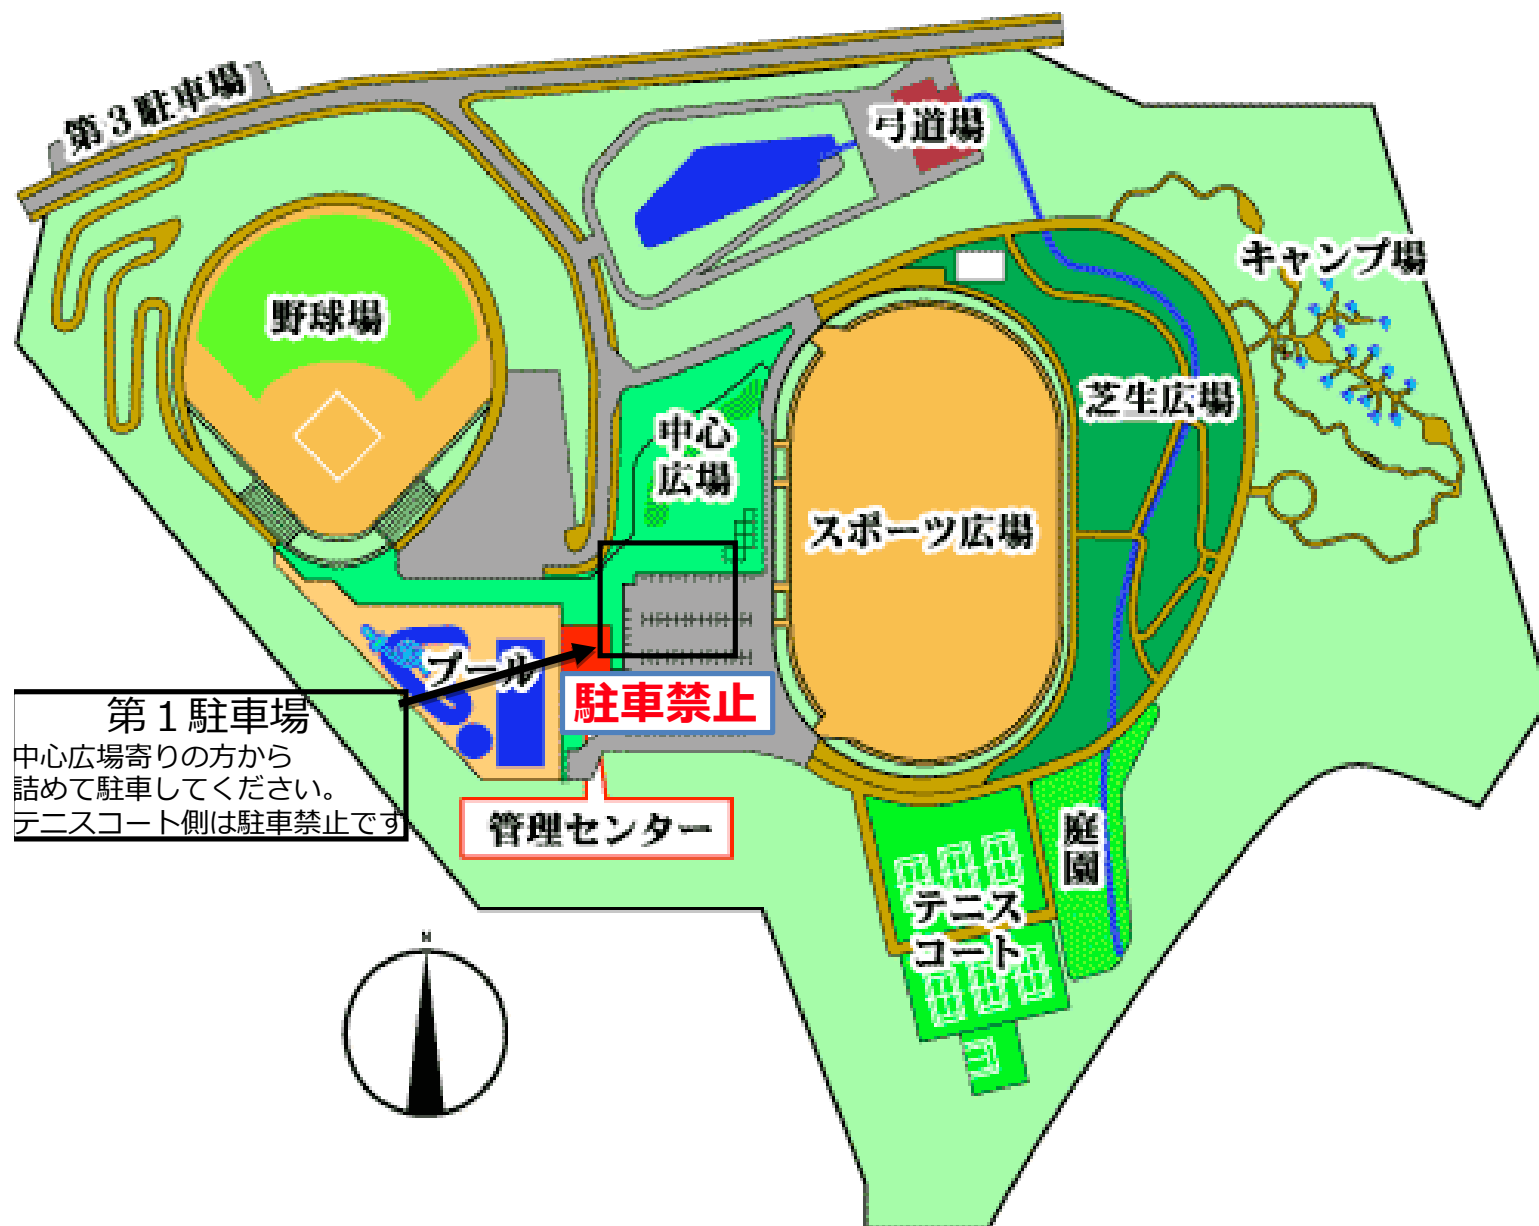 第３駐車場
弓道場
キャンプ場
野球場
芝生広場
中心
広場
スポーツ広場
プール
第１駐車場
中心広場寄りの方から
詰めて駐車してください。
テニスコート側は駐車禁止です
駐車禁止
管理センター
庭
園
テニス
コート
N